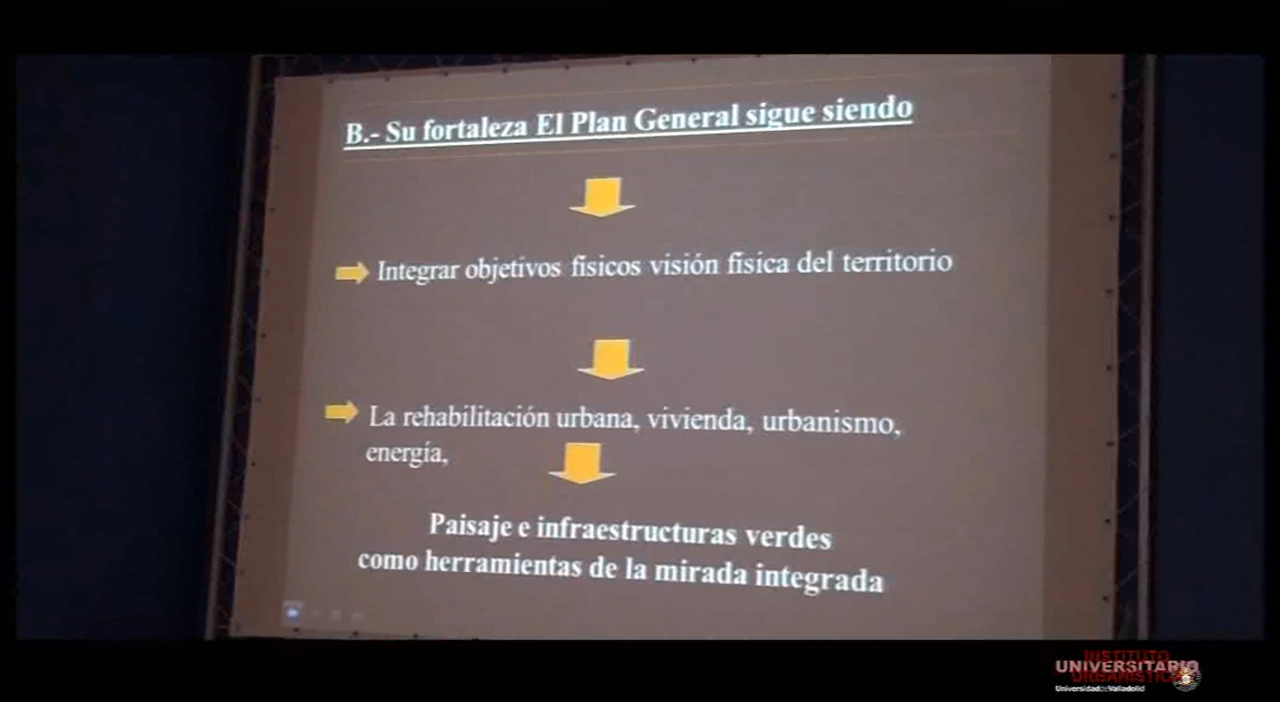 B.- Su fortaleza El Plan General sigue siendo
Integrar objetivos físicos visión física del territorio
La rehabilitación urbana, vivienda, urbanismo,
energía,
Paisaje e infraestructuras verdes
como herramientas de la mirada integrada
INSTITUTO
UNIVERSITARIO
URBANÍSTICA
Universidad de Valladolid